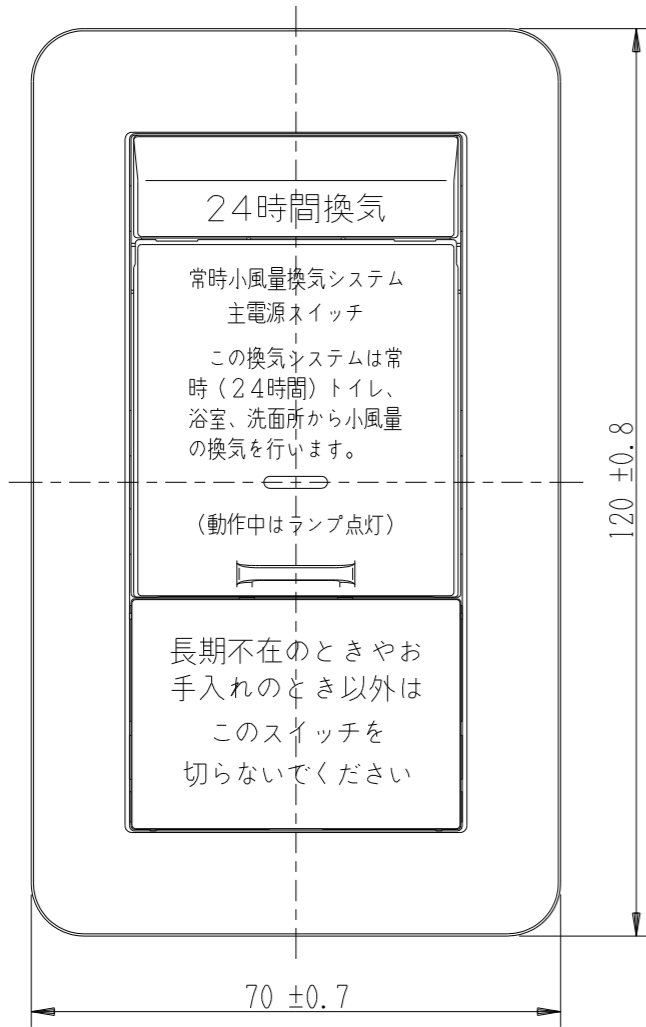 24時間換気
常時小風量換気システム
主電源スイッチ
この換気システムは常
時（24時間）トイレ、
浴室、洗面所から小風量
の換気を行います。
（動作中はランプ点灯）
長期不在のときやお
手入れのとき以外は
このスイッチを
切らないでください
120 ±0.8
70 ±0.7